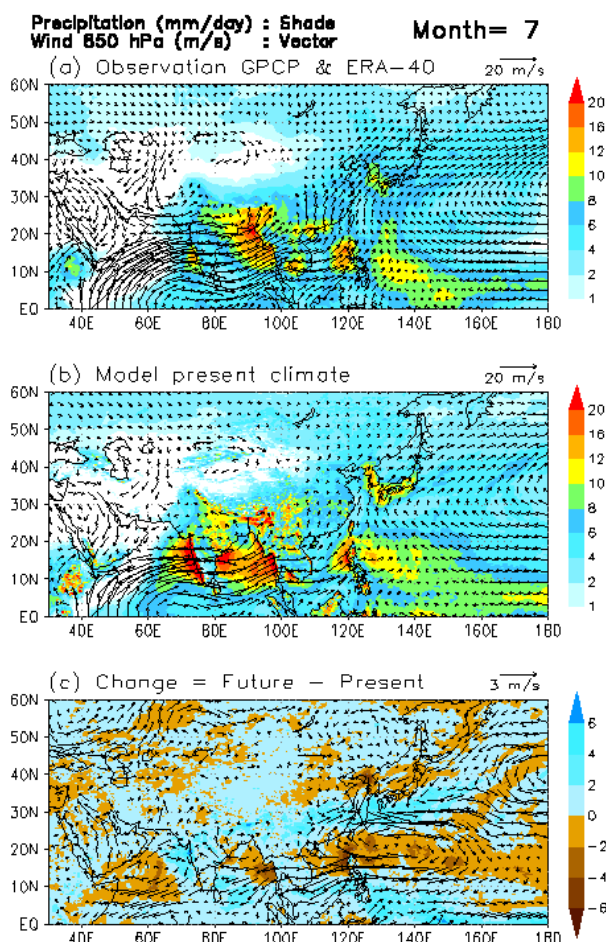 Precipitation (mm/day) : Shade
Wind 850 hPa (m/s) : Vector
Month= 7
(a) Observation GPCP & ERA-40
20 m/s
60N
50N
40N
30N
20N
10N
EQ
40E 60E 80E 100E 120E 140E 160E 180
20
16
12
10
8
6
4
2
1
(b) Model present climate
20 m/s
60N
50N
40N
30N
20N
10N
EQ
40E 60E 80E 100E 120E 140E 160E 180
20
16
12
10
8
6
4
2
1
(c) Change = Future - Present
3 m/s
60N
50N
40N
30N
20N
10N
EQ
40E 60E 80E 100E 120E 140E 160E 180
6
4
2
0
-2
-4
-6